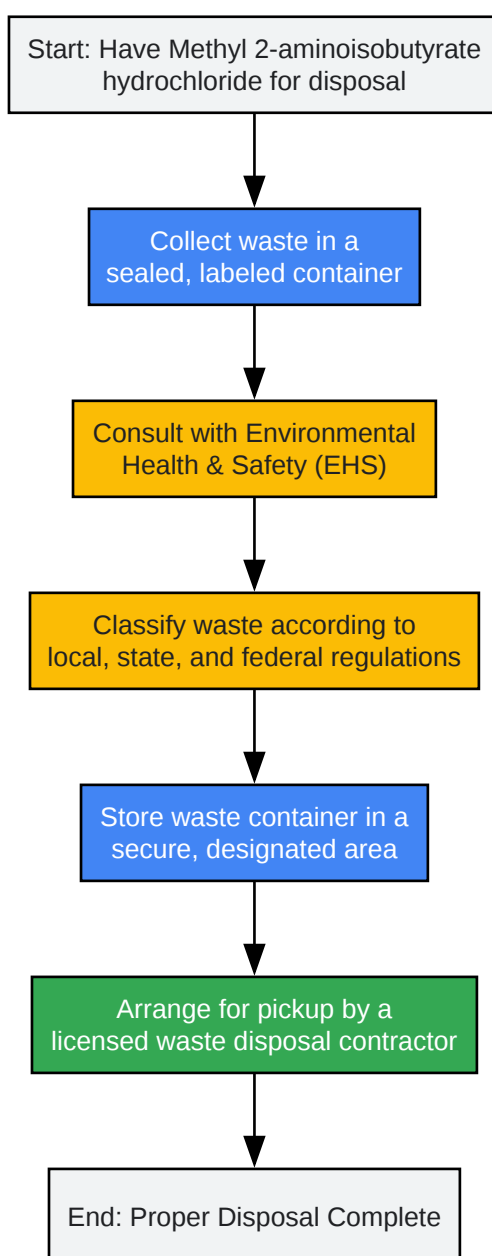 Start: Have Methyl 2-aminoisobutyrate
hydrochloride for disposal
Collect waste in a
sealed, labeled container
Consult with Environmental
Health & Safety (EHS)
Classify waste according to
local, state, and federal regulations
Store waste container in a
secure, designated area
Arrange for pickup by a
licensed waste disposal contractor
End: Proper Disposal Complete